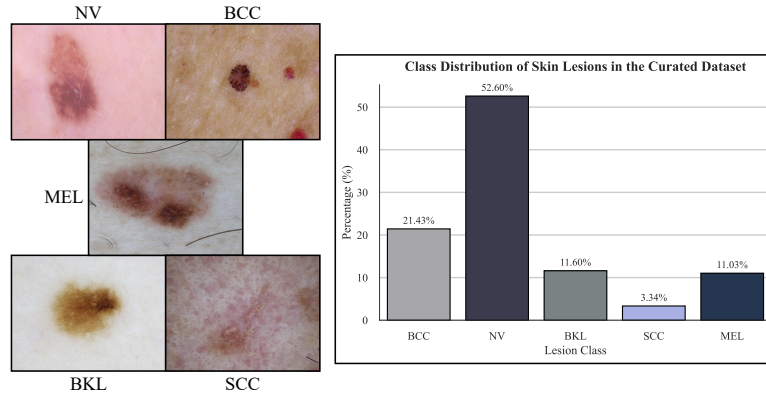 NV
BCC
MEL
BKL
SCC
Class Distribution of Skin Lesions in the Curated Dataset
Percentage (%)
50
40
30
20
10
0
21.43%
52.60%
11.60%
3.34%
11.03%
BCC
NV
BKL
SCC
MEL
Lesion Class